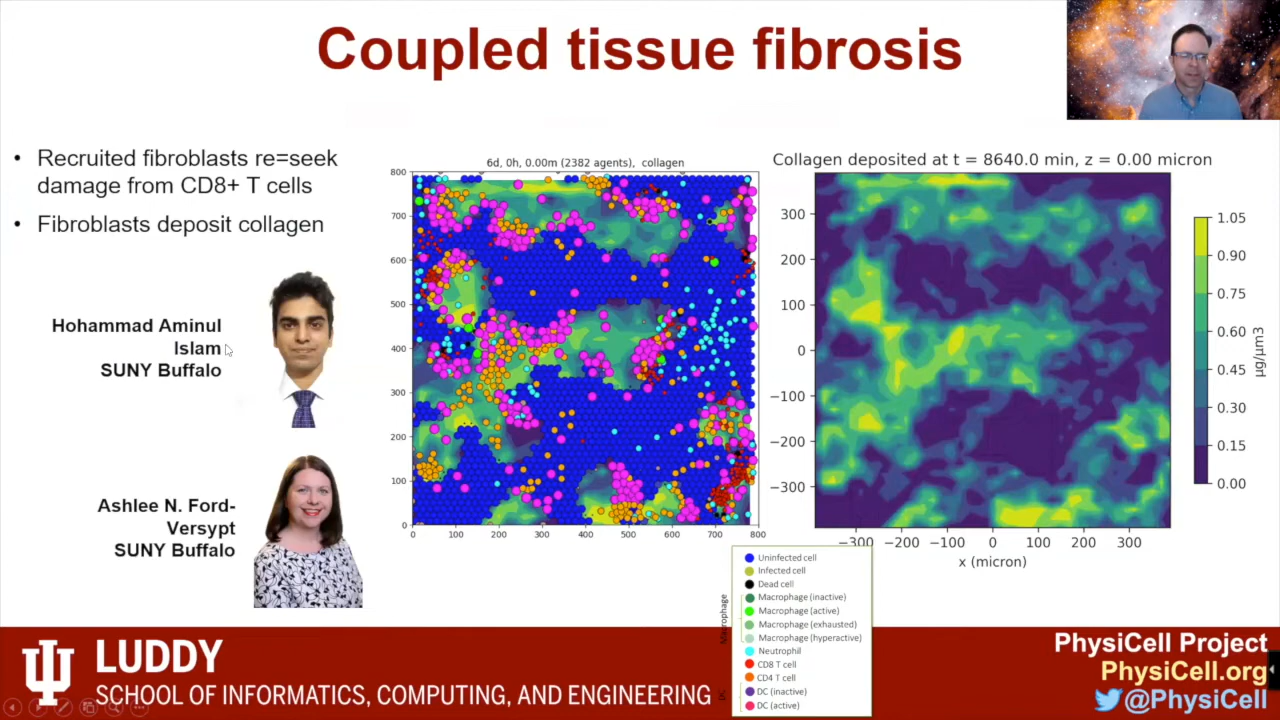 Coupled tissue fibrosis
• Recruited fibroblasts re=seek
damage from CD8+ T cells
• Fibroblasts deposit collagen
Hohammad Aminul
Islam
SUNY Buffalo
Ashlee N. Ford-
Versypt
SUNY Buffalo
6d, 0h, 0.00m (2382 agents), collagen
800
700
600
500
400
300
200
100
0
0 100 200 300 400 500 600 700 800
Collagen deposited at t = 8640.0 min, z = 0.00 micron
300
200
100
0
−100
−200
−300
−300 −200 −100 0 100 200 300
x (micron)
1.05
0.90
0.75
0.60
0.45
0.30
0.15
0.00
μg/μm3
Uninfected cell
Infected cell
Dead cell
Macrophage
Macrophage (inactive)
Macrophage (active)
Macrophage (exhausted)
Macrophage (hyperactive)
Neutrophil
CD8 T cell
CD4 T cell
DC
DC (inactive)
DC (active)
LUDDY
SCHOOL OF INFORMATICS, COMPUTING, AND ENGINEERING
PhysiCell Project
PhysiCell.org
@PhysiCell